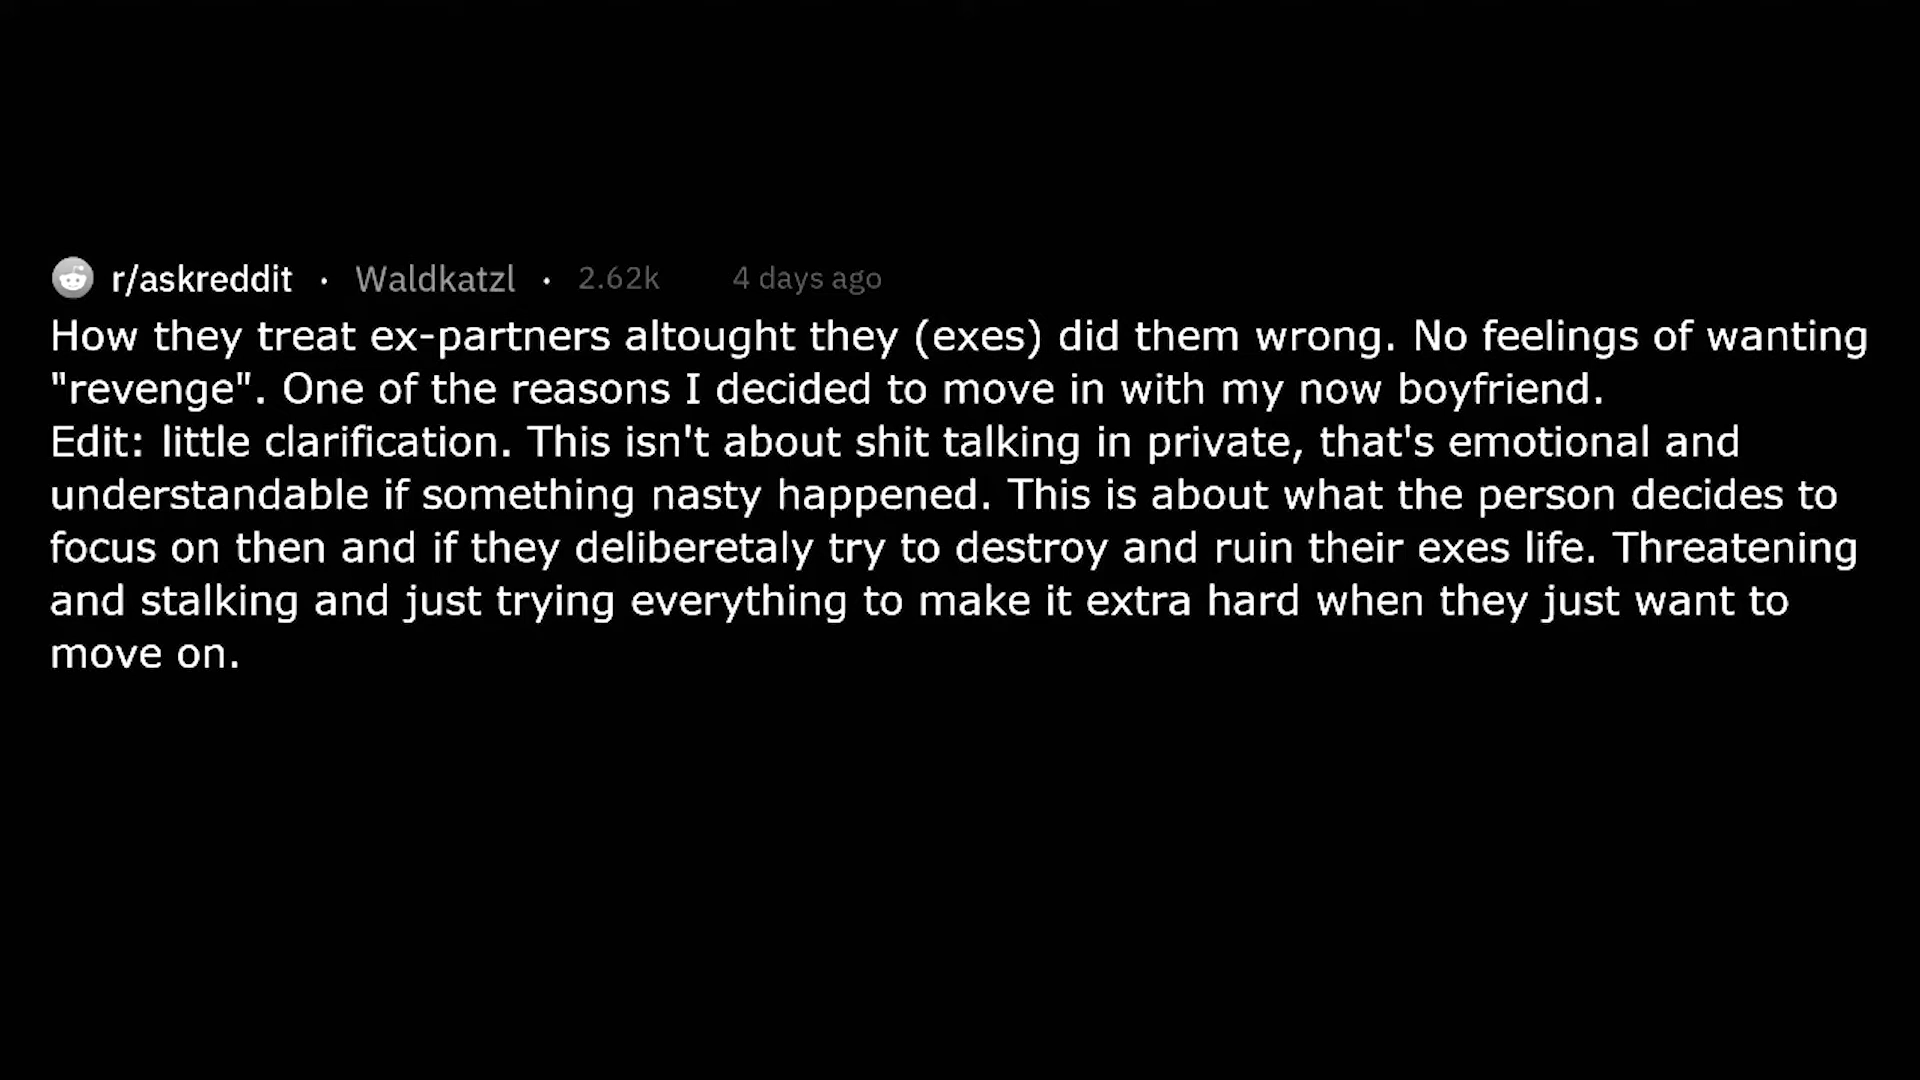 r/askreddit · Waldkatzl · 2.62k 4 days ago
How they treat ex-partners altought they (exes) did them wrong. No feelings of wanting
"revenge". One of the reasons I decided to move in with my now boyfriend.
Edit: little clarification. This isn't about shit talking in private, that's emotional and
understandable if something nasty happened. This is about what the person decides to
focus on then and if they deliberetaly try to destroy and ruin their exes life. Threatening
and stalking and just trying everything to make it extra hard when they just want to
move on.